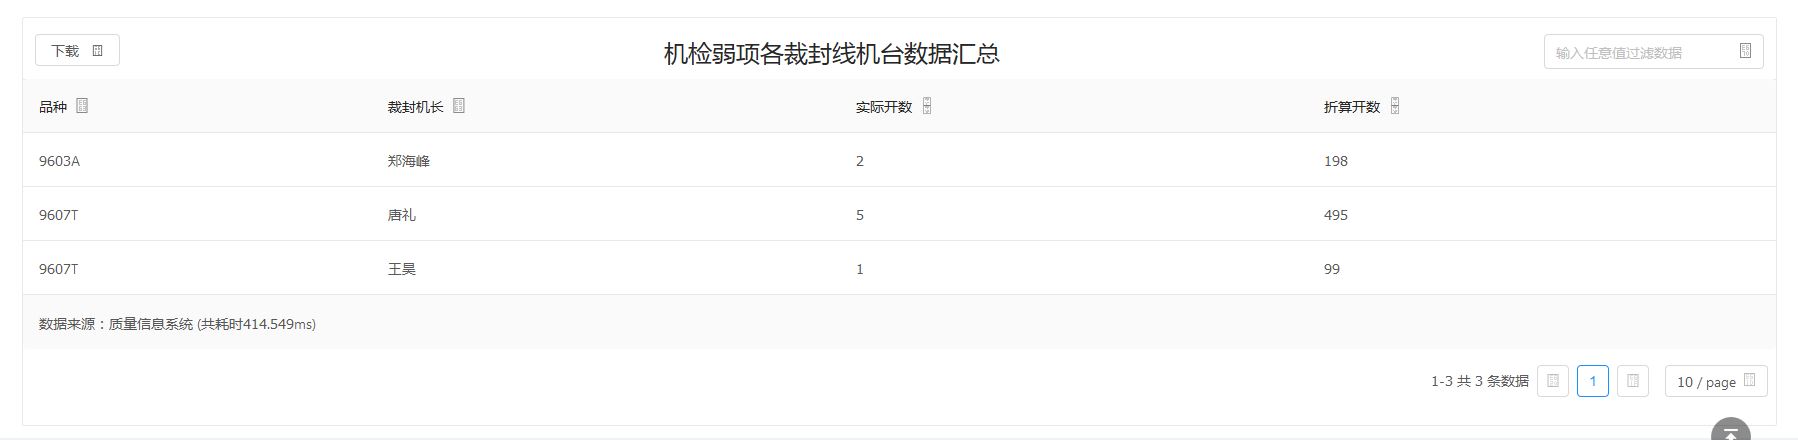 下载
机检弱项各裁封线机台数据汇总
输入任意值过滤数据
品种 裁封机长 实际开数 折算开数
9603A 郑海峰 2 198
9607T 唐礼 5 495
9607T 王昊 1 99
数据来源：质量信息系统 (共耗时414.549ms)
1-3 共 3 条数据 1 10 / page